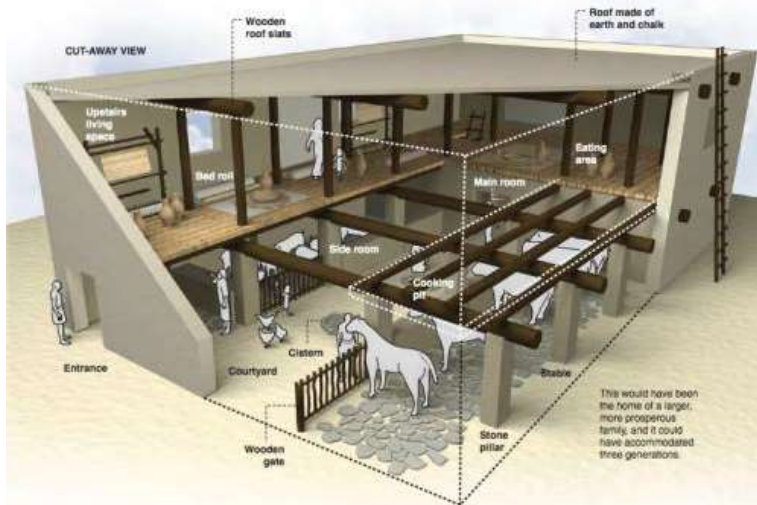 CUT-AWAY VIEW
Wooden
roof slats
Roof made of
earth and chalk
Upstairs
living
space
Bed roll
Eating
area
Main room
Side room
Cooking
pit
Cistern
Entrance
Courtyard
Stable
Wooden
gate
Stone
pillar
This would have been
the home of a larger,
more prosperous
family, and it could
have accommodated
three generations.